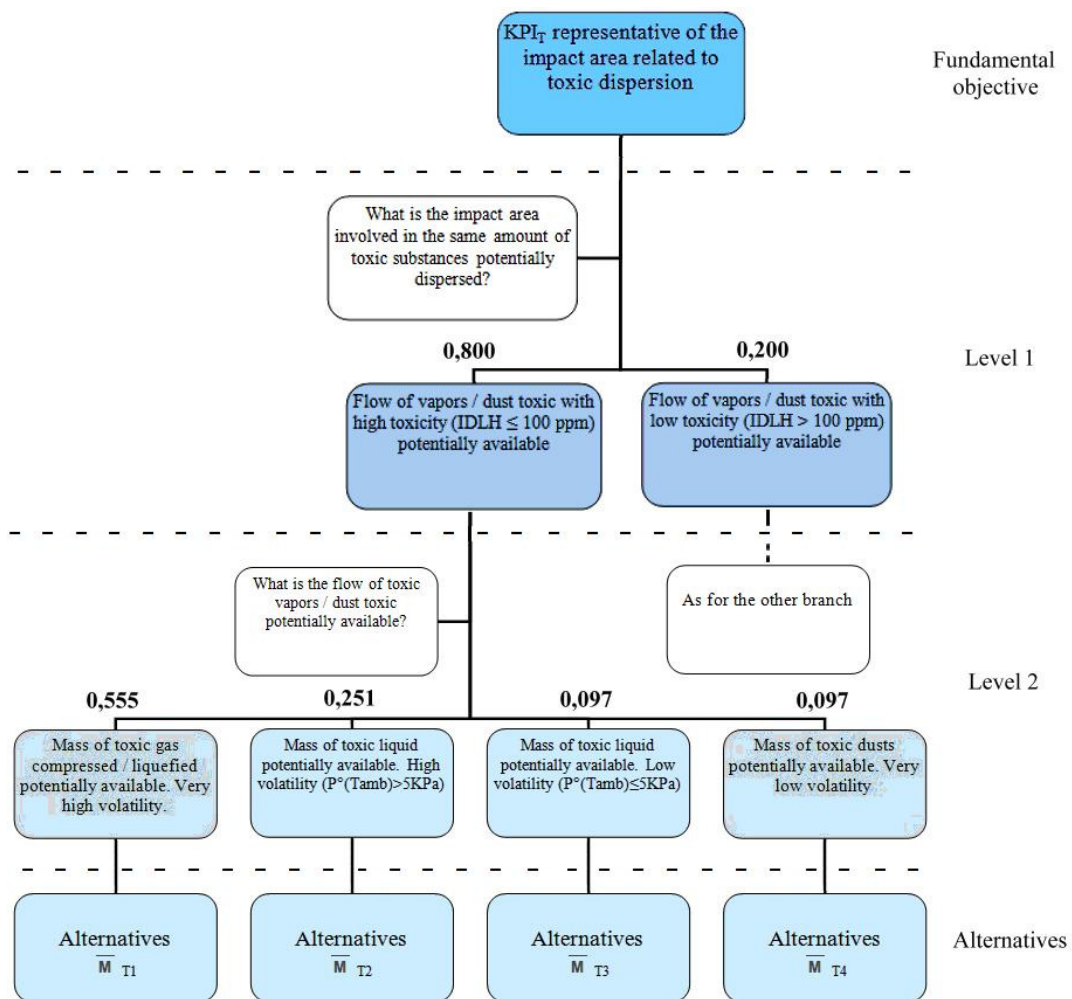 KPIT representative of the
impact area related to
toxic dispersion
Fundamental
objective
What is the impact area
involved in the same amount of
toxic substances potentially
dispersed?
0,800
0,200
Level 1
Flow of vapors / dust toxic with
high toxicity (IDLH ≤ 100 ppm)
potentially available
Flow of vapors / dust toxic with
low toxicity (IDLH > 100 ppm)
potentially available
What is the flow of toxic
vapors / dust toxic
potentially available?
As for the other branch
Level 2
0,555
0,251
0,097
0,097
Mass of toxic gas
compressed / liquefied
potentially available. Very
high volatility.
Mass of toxic liquid
potentially available. High
volatility (P°(Tamb)>5KPa)
Mass of toxic liquid
potentially available. Low
volatility (P°(Tamb)≤5KPa)
Mass of toxic dusts
potentially available. Very
low volatility
Alternatives
M̅ T1
Alternatives
M̅ T2
Alternatives
M̅ T3
Alternatives
M̅ T4
Alternatives